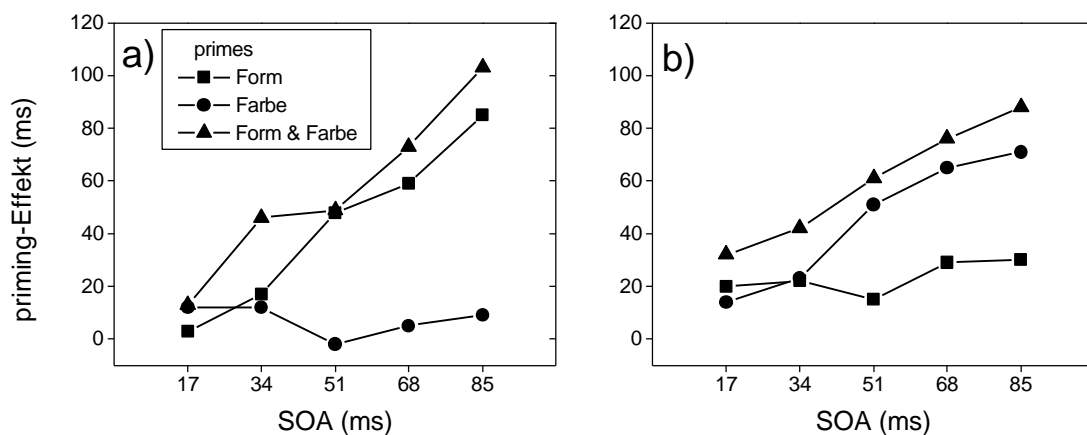 120
100
80
60
40
20
0
priming-Effekt (ms)
a)
primes
Form
Farbe
Form & Farbe
17 34 51 68 85
SOA (ms)
120
100
80
60
40
20
0
b)
17 34 51 68 85
SOA (ms)